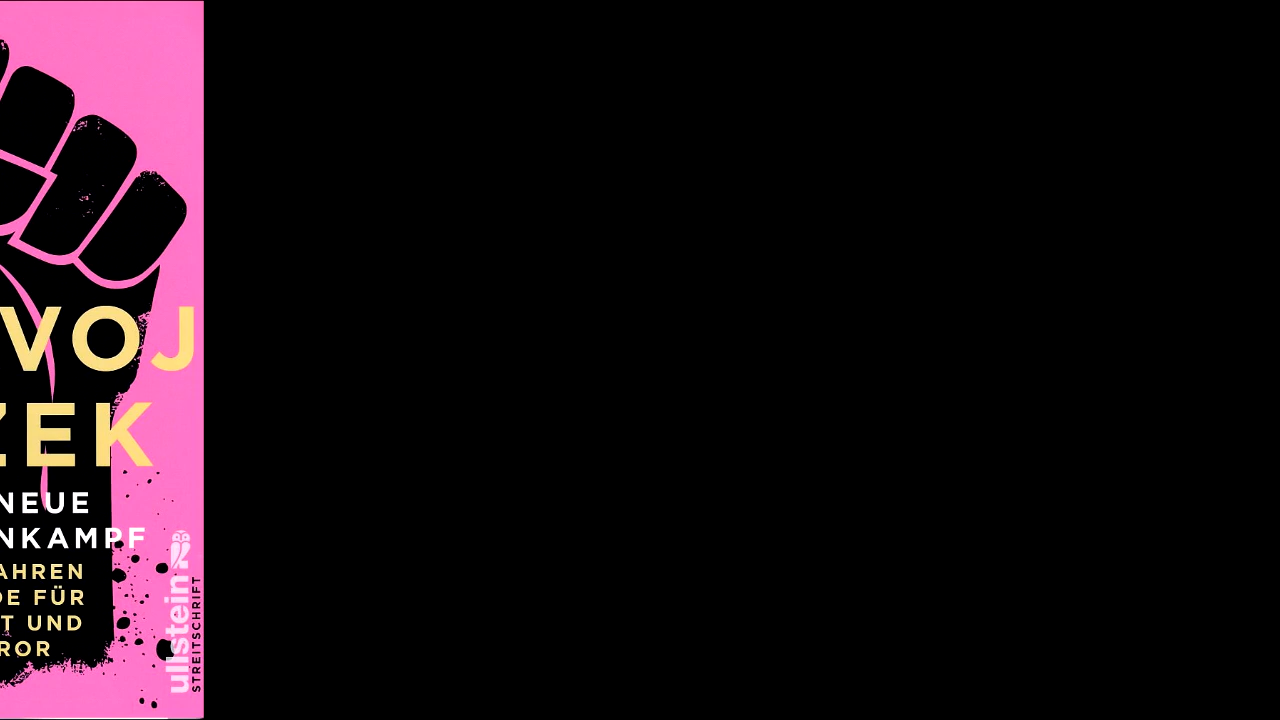 VOJ
ZEK
NEUE
NKAMPF
AHREN
DE FÜR
T UND
ROR
ullstein
STREITSCHRIFT